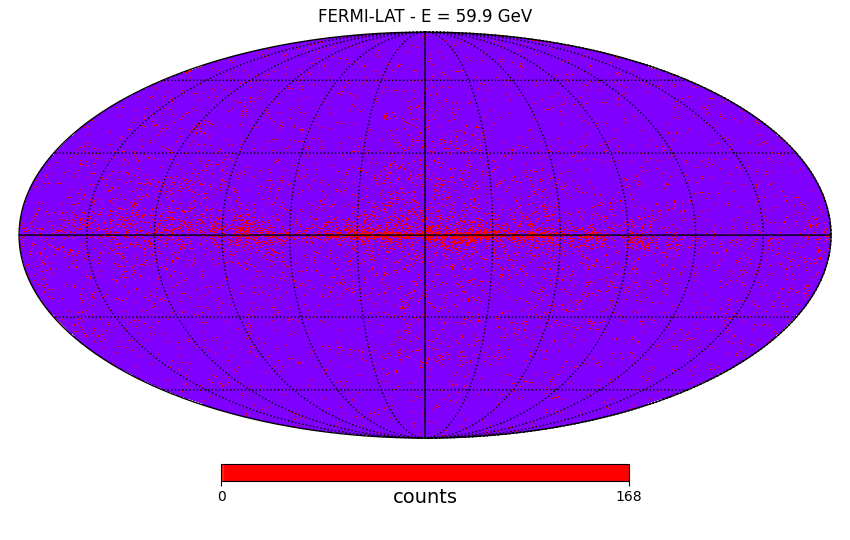 FERMI-LAT - E = 59.9 GeV
0
168
counts